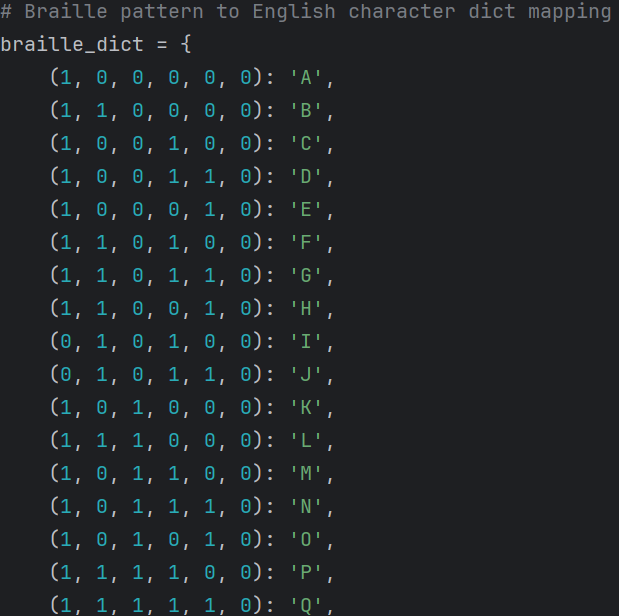 # Braille pattern to English character dict mapping
braille_dict = {
    (1, 0, 0, 0, 0, 0): 'A',
    (1, 1, 0, 0, 0, 0): 'B',
    (1, 0, 0, 1, 0, 0): 'C',
    (1, 0, 0, 1, 1, 0): 'D',
    (1, 0, 0, 0, 1, 0): 'E',
    (1, 1, 0, 1, 0, 0): 'F',
    (1, 1, 0, 1, 1, 0): 'G',
    (1, 1, 0, 0, 1, 0): 'H',
    (0, 1, 0, 1, 0, 0): 'I',
    (0, 1, 0, 1, 1, 0): 'J',
    (1, 0, 1, 0, 0, 0): 'K',
    (1, 1, 1, 0, 0, 0): 'L',
    (1, 0, 1, 1, 0, 0): 'M',
    (1, 0, 1, 1, 1, 0): 'N',
    (1, 0, 1, 0, 1, 0): 'O',
    (1, 1, 1, 1, 0, 0): 'P',
    (1, 1, 1, 1, 1, 0): 'Q',